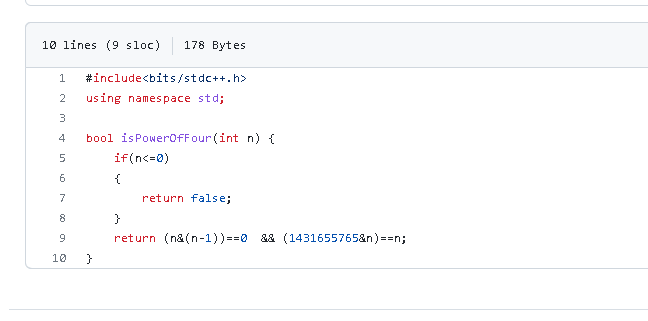 10 lines (9 sloc) 178 Bytes
1 #include<bits/stdc++.h>
2 using namespace std;
3
4 bool isPowerOfFour(int n) {
5 if(n<=0)
6 {
7 return false;
8 }
9 return (n&(n-1))==0  && (1431655765&n)==n;
10 }